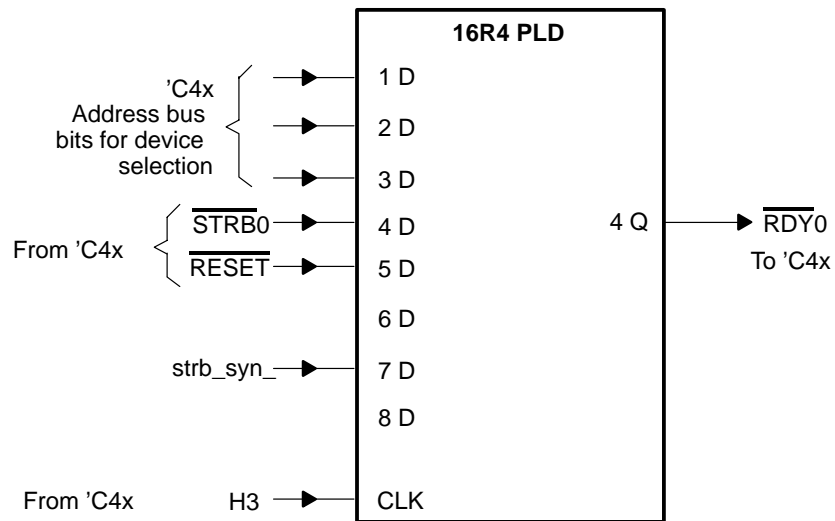 16R4 PLD
'C4x
Address bus
bits for device
selection
1 D
2 D
3 D
STRB0
4 D
4 Q
RDY0
From 'C4x
RESET
5 D
To 'C4x
6 D
strb_syn_
7 D
8 D
From 'C4x
H3
CLK